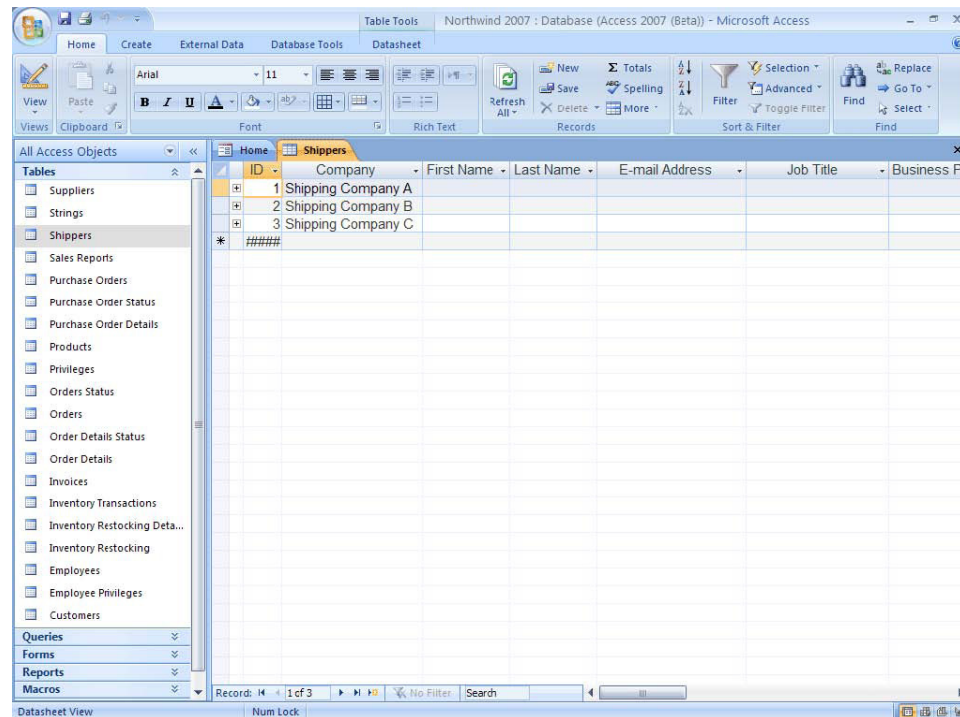 Table Tools Northwind 2007 : Database (Access 2007 (Beta)) - Microsoft Access
Home Create External Data Database Tools Datasheet
Arial 11 New Σ Totals Selection Replace
Save Spelling Advanced Go To
View Paste B I U A ab Refresh All Delete More Filter Toggle Filter Find Select
Views Clipboard Font Rich Text Records Sort & Filter Find
All Access Objects Home Shippers
Tables ID Company First Name Last Name E-mail Address Job Title Business P
Suppliers 1 Shipping Company A
2 Shipping Company B
Strings
3 Shipping Company C
Shippers
* #####
Sales Reports
Purchase Orders
Purchase Order Status
Purchase Order Details
Products
Privileges
Orders Status
Orders
Order Details Status
Order Details
Invoices
Inventory Transactions
Inventory Restocking Deta...
Inventory Restocking
Employees
Employee Privileges
Customers
Queries
Forms
Reports
Macros
Record: 1 of 3 No Filter Search
Datasheet View Num Lock